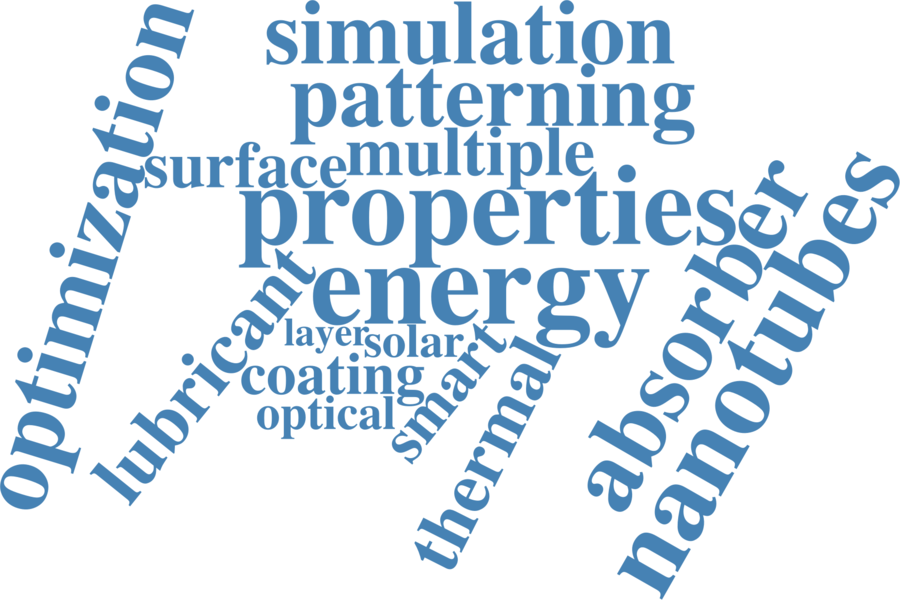 simulation
patterning
optimization
multiple
surface
properties
absorber
nanotubes
energy
lubricant
layer
solar
smart
coating
thermal
optical